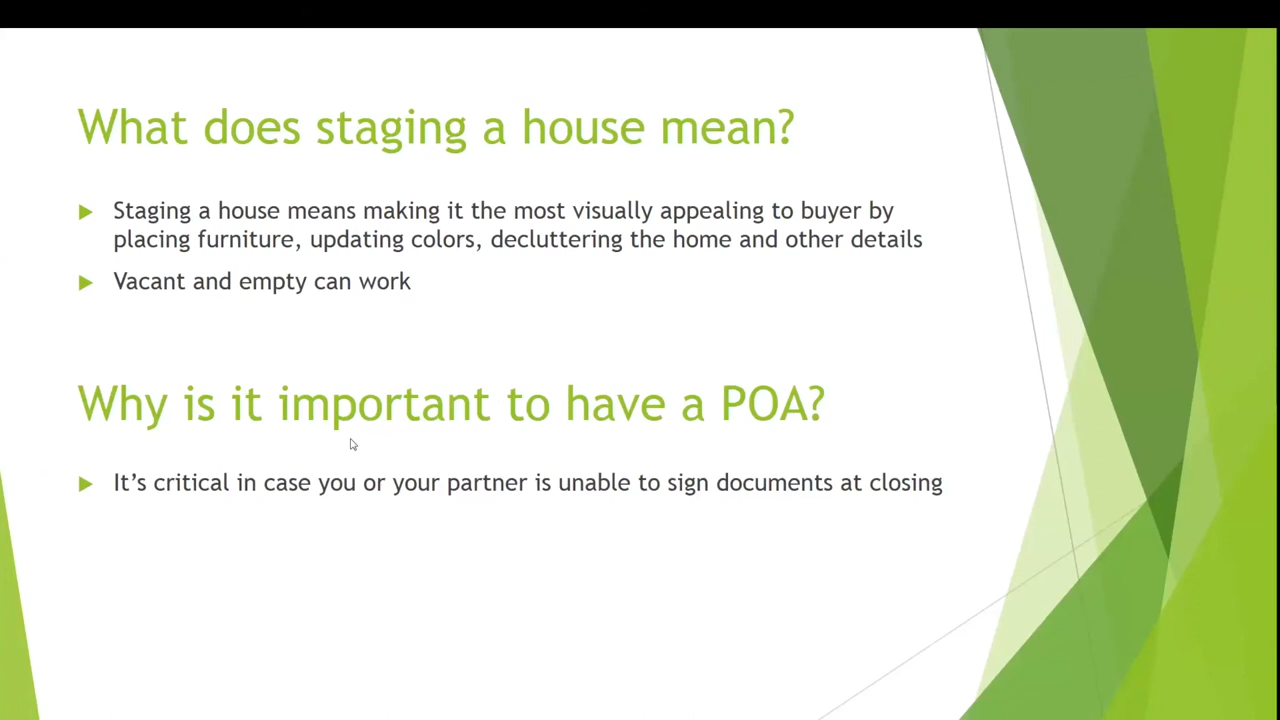 What does staging a house mean?
Staging a house means making it the most visually appealing to buyer by
placing furniture, updating colors, decluttering the home and other details
Vacant and empty can work
Why is it important to have a POA?
It’s critical in case you or your partner is unable to sign documents at closing